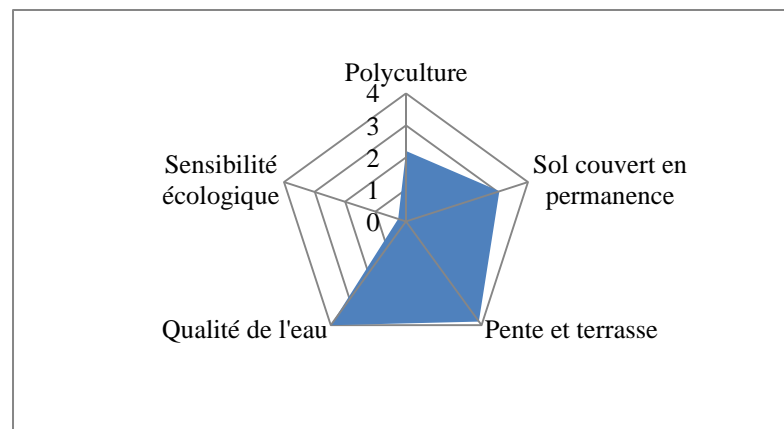 Polyculture
4
3
2
1
0
Sensibilité
écologique
Sol couvert en
permanence
Qualité de l'eau
Pente et terrasse